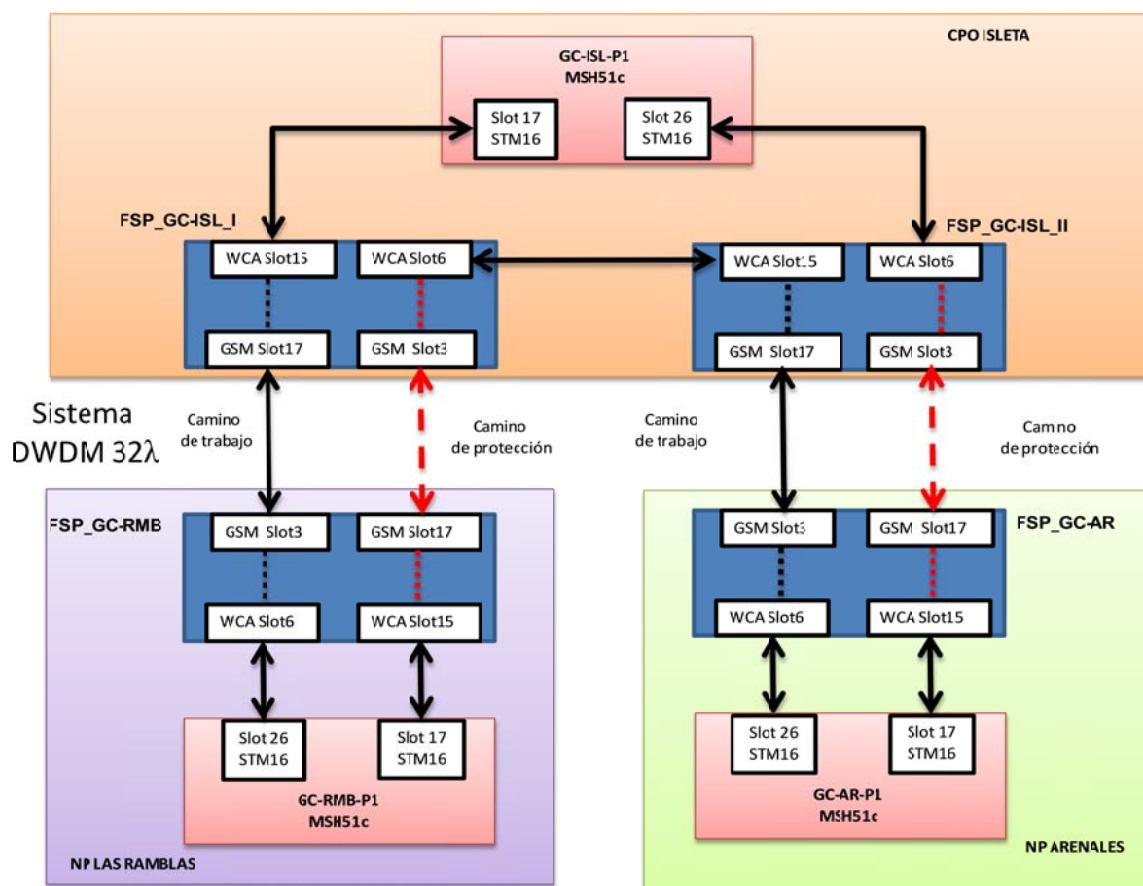 CPO ISLETA
GC-ISL-P1
MSH51c
Slot 17
STM16
Slot 26
STM16
FSP_GC-ISL_I
FSP_GC-ISL_II
WCA Slot15
WCA Slot6
WCA Slot15
WCA Slot6
GSM Slot17
GSM Slot3
GSM Slot17
GSM Slot3
Sistema
DWDM 32λ
Camino
de trabajo
Camino
de protección
Camino
de trabajo
Camino
de protección
FSP_GC-RMB
GSM Slot3
GSM Slot17
GSM Slot3
GSM Slot17
FSP_GC-AR
WCA Slot6
WCA Slot15
WCA Slot6
WCA Slot15
Slot 26
STM16
Slot 17
STM16
Slot 26
STM16
Slot 17
STM16
GC-RMB-P1
MSH51c
GC-AR-P1
MSH51c
NP LAS RAMBLAS
NP ARENALES